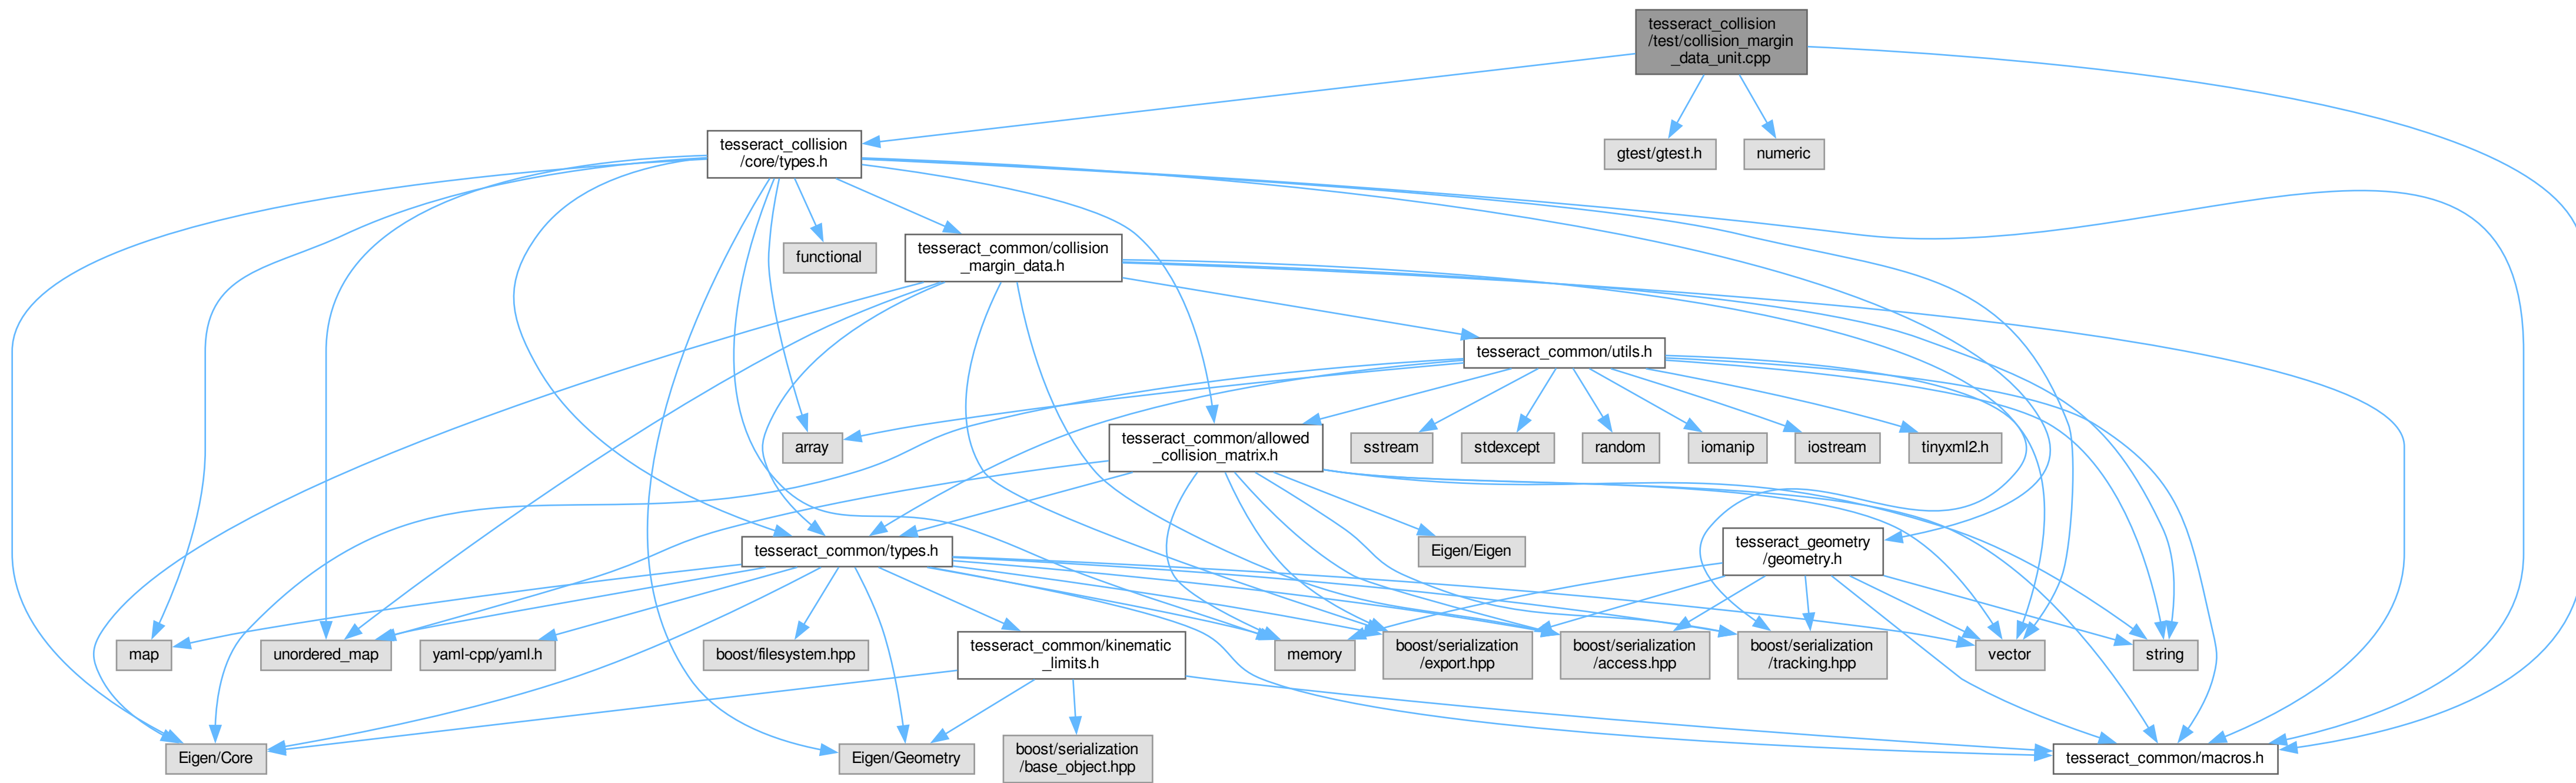 tesseract_collision
/test/collision_margin
_data_unit.cpp
tesseract_collision
/core/types.h
gtest/gtest.h
numeric
functional
tesseract_common/collision
_margin_data.h
tesseract_common/utils.h
array
tesseract_common/allowed
_collision_matrix.h
sstream
stdexcept
random
iomanip
iostream
tinyxml2.h
tesseract_common/types.h
Eigen/Eigen
tesseract_geometry
/geometry.h
map
unordered_map
yaml-cpp/yaml.h
boost/filesystem.hpp
tesseract_common/kinematic
_limits.h
memory
boost/serialization
/export.hpp
boost/serialization
/access.hpp
boost/serialization
/tracking.hpp
vector
string
Eigen/Core
Eigen/Geometry
boost/serialization
/base_object.hpp
tesseract_common/macros.h